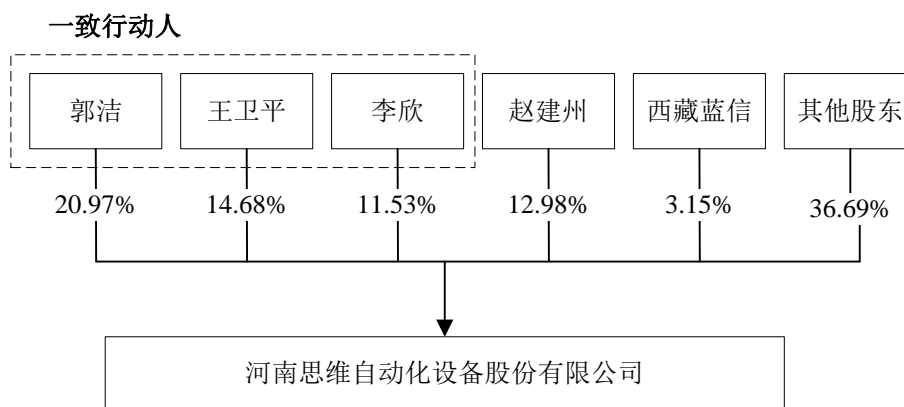 一致行动人
郭洁 王卫平 李欣 赵建州 西藏蓝信 其他股东
20.97% 14.68% 11.53% 12.98% 3.15% 36.69%
河南思维自动化设备股份有限公司